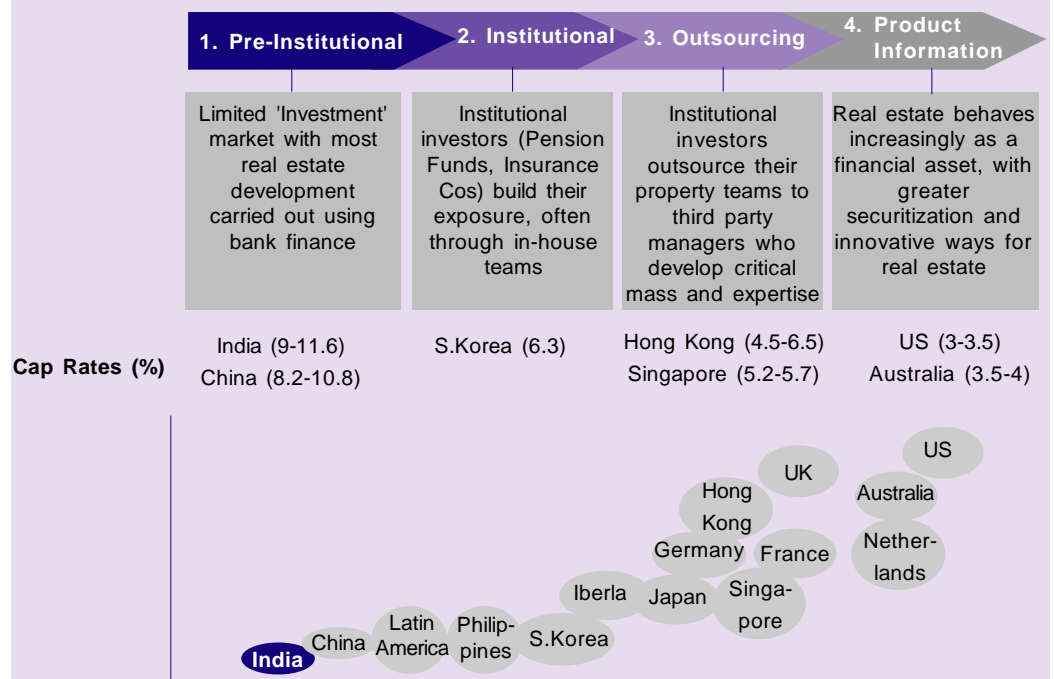 1. Pre-Institutional
2. Institutional
3. Outsourcing
4. Product
Information
Limited 'Investment'
market with most
real estate
development
carried out using
bank finance
Institutional
investors (Pension
Funds, Insurance
Cos) build their
exposure, often
through in-house
teams
Institutional
investors
outsource their
property teams to
third party
managers who
develop critical
mass and expertise
Real estate behaves
increasingly as a
financial asset, with
greater
securitization and
innovative ways for
real estate
Cap Rates (%)
India (9-11.6)
China (8.2-10.8)
S.Korea (6.3)
Hong Kong (4.5-6.5)
Singapore (5.2-5.7)
US (3-3.5)
Australia (3.5-4)
India
China
Latin
America
Philip-
pines
S.Korea
Iberla
Japan
Germany
Hong
Kong
Singa-
pore
France
UK
Nether-
lands
Australia
US